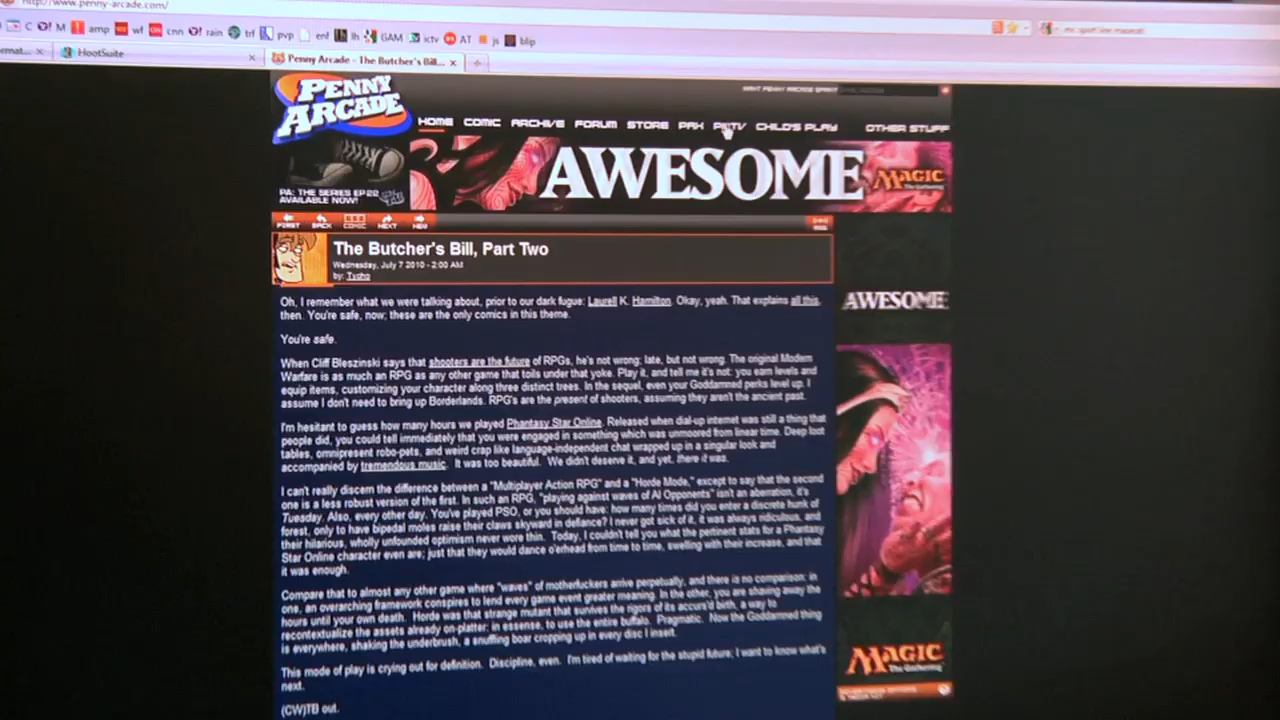 http://www.penny-arcade.com/
C Y! M amp wf cnn Y! rain trf pvp enf lh GAM ictv AT js blip
HootSuite
Penny Arcade - The Butcher's Bill...
PENNY ARCADE
HOME COMIC ARCHIVE FORUM STORE PAX PATV CHILD'S PLAY OTHER STUFF
AWESOME
MAGIC
The Gathering
PA: THE SERIES EP 22
AVAILABLE NOW!
FIRST BACK COMIC NEXT NEW
The Butcher's Bill, Part Two
Wednesday, July 7 2010 - 2:00 AM
by: Tycho
Oh, I remember what we were talking about, prior to our dark fugue: Laurell K. Hamilton. Okay, yeah. That explains all this,
then. You're safe, now; these are the only comics in this theme.
You're safe.
When Cliff Bleszinski says that shooters are the future of RPGs, he's not wrong; late, but not wrong. The original Modern
Warfare is as much an RPG as any other game that toils under that yoke. Play it, and tell me it's not: you earn levels and
equip items, customizing your character along three distinct trees. In the sequel, even your Goddamned perks level up. I
assume I don't need to bring up Borderlands. RPG's are the present of shooters, assuming they aren't the ancient past.
I'm hesitant to guess how many hours we played Phantasy Star Online. Released when dial-up internet was still a thing that
people did, you could tell immediately that you were engaged in something which was unmoored from linear time. Deep loot
tables, omnipresent robo-pets, and weird crap like language-independent chat wrapped up in a singular look and
accompanied by tremendous music. It was too beautiful. We didn't deserve it, and yet, there it was.
I can't really discern the difference between a "Multiplayer Action RPG" and a "Horde Mode," except to say that the second
one is a less robust version of the first. In such an RPG, "playing against waves of AI Opponents" isn't an aberration, it's
Tuesday. Also, every other day. You've played PSO, or you should have: how many times did you enter a discrete hunk of
forest, only to have bipedal moles raise their claws skyward in defiance? I never got sick of it, it was always ridiculous, and
their hilarious, wholly unfounded optimism never wore thin. Today, I couldn't tell you what the pertinent stats for a Phantasy
Star Online character even are; just that they would dance o'erhead from time to time, swelling with their increase, and that
it was enough.
Compare that to almost any other game where "waves" of motherfuckers arrive perpetually, and there is no comparison: in
one, an overarching framework conspires to lend every game event greater meaning. In the other, you are shaving away the
hours until your own death. Horde was that strange mutant that survives the rigors of its accurs'd birth, a way to
recontextualize the assets already on-platter; in essence, to use the entire buffalo. Pragmatic. Now the Goddamned thing
is everywhere, shaking the underbrush, a snuffling boar cropping up in every disc I insert.
This mode of play is crying out for definition. Discipline, even. I'm tired of waiting for the stupid future; I want to know what's
next.
(CW)TB out.
AWESOME
MAGIC
The Gathering